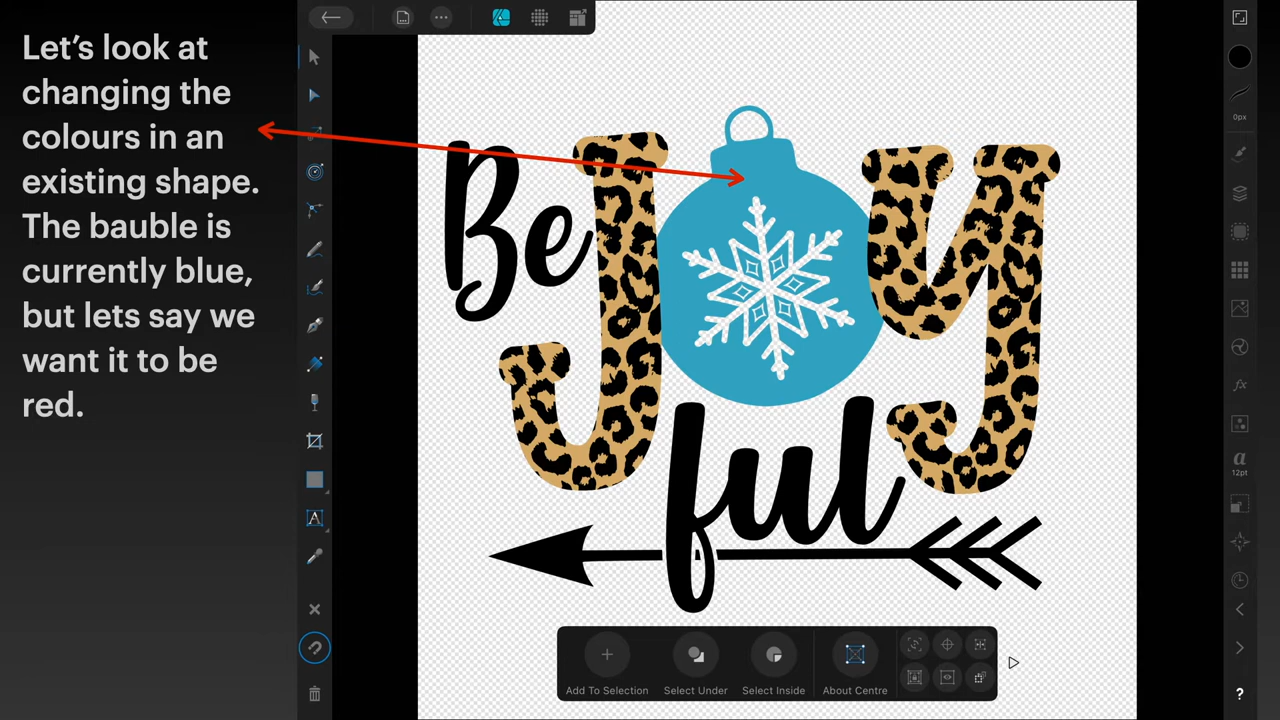 Let's look at
changing the
colours in an
existing shape.
The bauble is
currently blue,
but lets say we
want it to be
red.
Be
J y
ful
0px
fx
a
12pt
A
?
Add To Selection
Select Under
Select Inside
About Centre